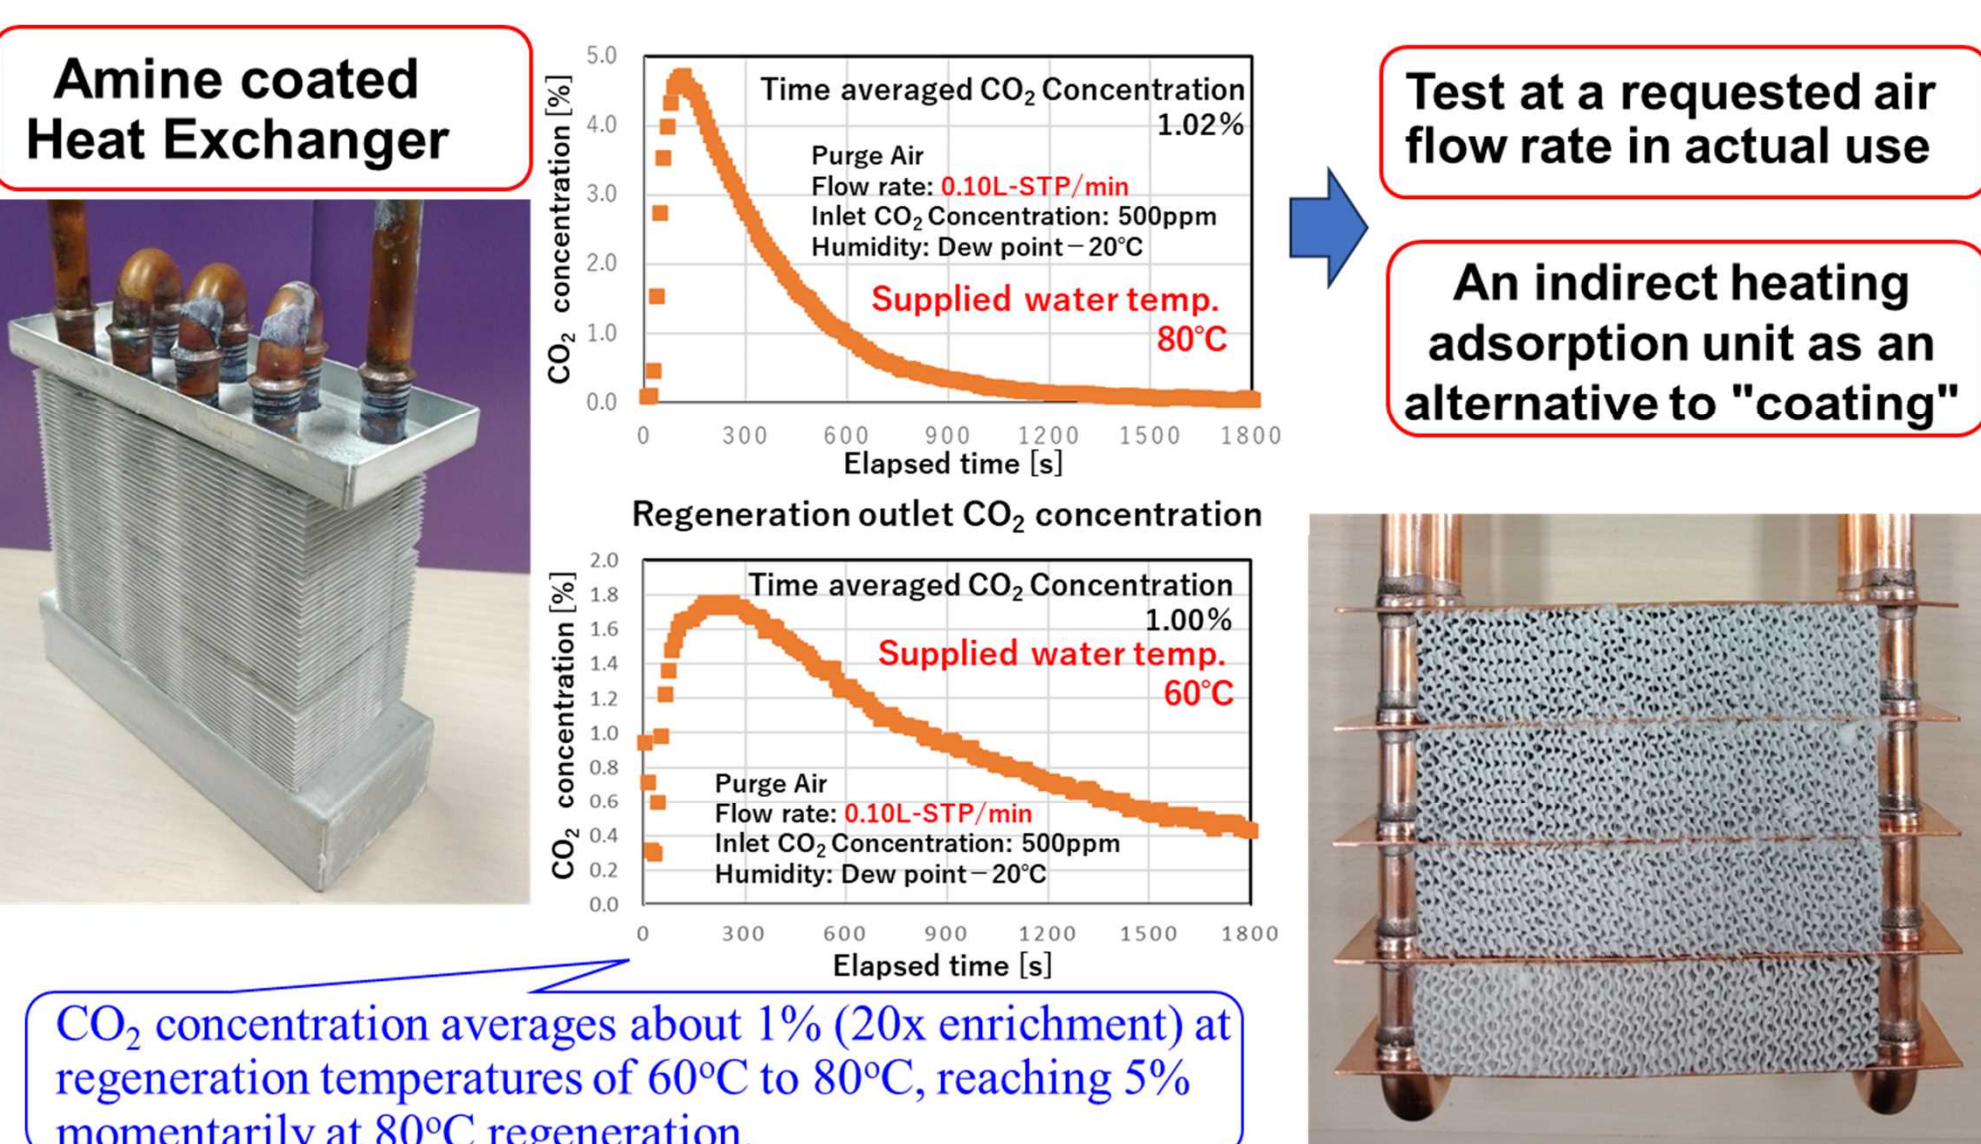 Amine coated
Heat Exchanger
5.0
4.0
3.0
2.0
1.0
0.0
CO₂ concentration [%]
Time averaged CO₂ Concentration
1.02%
Purge Air
Flow rate: 0.10L-STP/min
Inlet CO₂ Concentration: 500ppm
Humidity: Dew point−20℃
Supplied water temp.
80℃
0 300 600 900 1200 1500 1800
Elapsed time [s]
Test at a requested air
flow rate in actual use
An indirect heating
adsorption unit as an
alternative to "coating"
Regeneration outlet CO₂ concentration
2.0
1.8
1.6
1.4
1.2
1.0
0.8
0.6
0.4
0.2
0.0
CO₂ concentration [%]
Time averaged CO₂ Concentration
1.00%
Supplied water temp.
60℃
Purge Air
Flow rate: 0.10L-STP/min
Inlet CO₂ Concentration: 500ppm
Humidity: Dew point−20℃
0 300 600 900 1200 1500 1800
Elapsed time [s]
CO₂ concentration averages about 1% (20x enrichment) at
regeneration temperatures of 60°C to 80°C, reaching 5%
momentarily at 80°C regeneration.